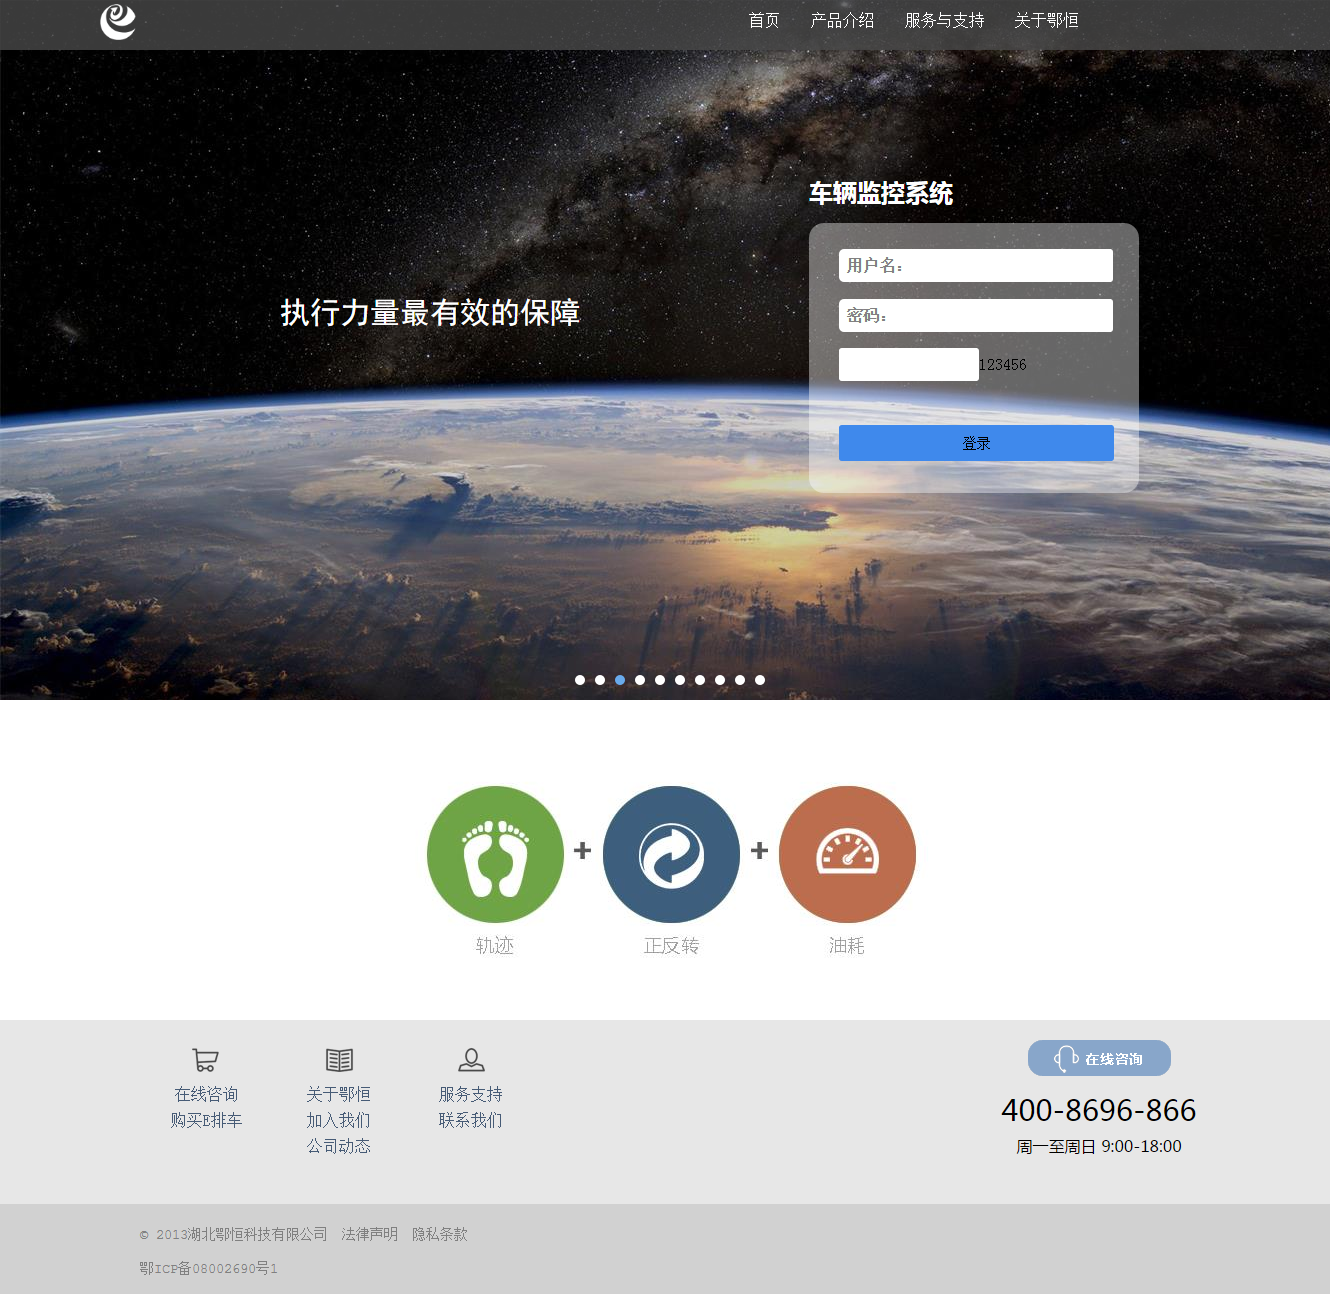 首页 产品介绍 服务与支持 关于鄂恒
车辆监控系统
用户名：
执行力量最有效的保障
密码：
123456
登录
轨迹 + 正反转 + 油耗
在线咨询 关于鄂恒 服务支持
购买E排车 加入我们 联系我们
公司动态
在线咨询
400-8696-866
周一至周日 9:00-18:00
© 2013湖北鄂恒科技有限公司 法律声明 隐私条款
鄂ICP备08002690号1